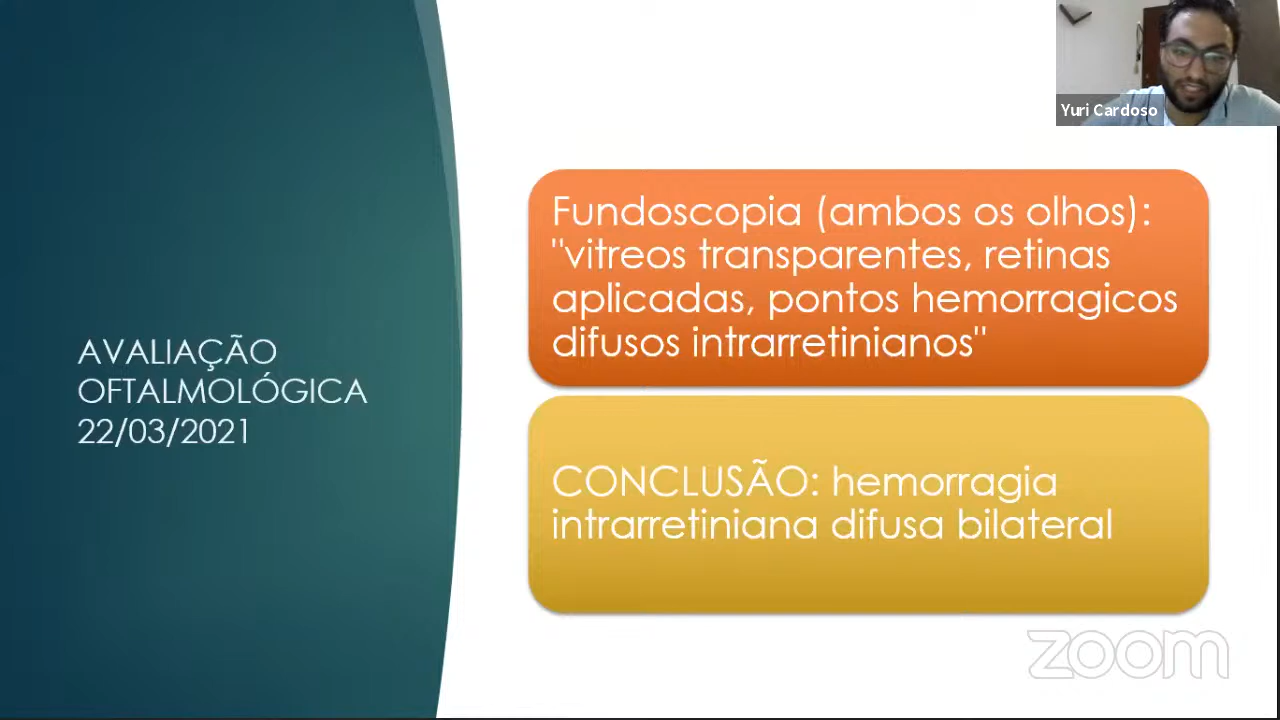 Yuri Cardoso
AVALIAÇÃO
OFTALMOLÓGICA
22/03/2021
Fundoscopia (ambos os olhos):
"vitreos transparentes, retinas
aplicadas, pontos hemorragicos
difusos intrarretinianos"
CONCLUSÃO: hemorragia
intrarretiniana difusa bilateral
zoom